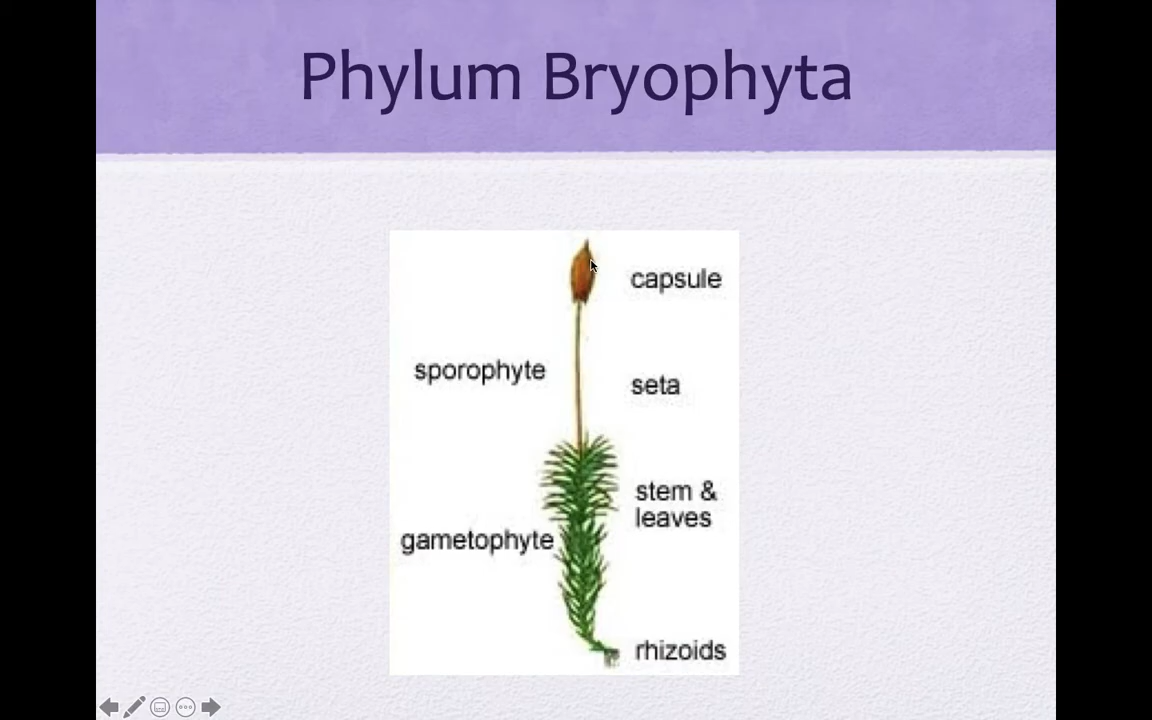 Phylum Bryophyta
capsule
sporophyte
seta
stem &
leaves
gametophyte
rhizoids